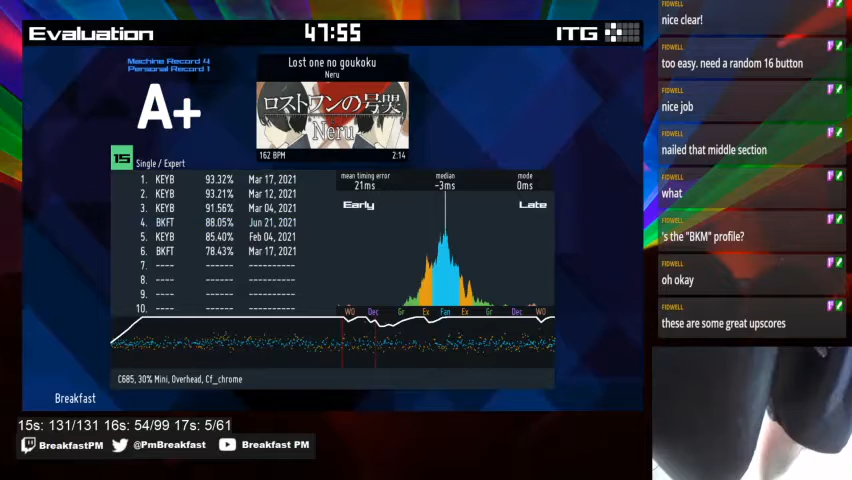 Evaluation
47:55
ITG
Machine Record 4
Personal Record 1
A+
Lost one no goukoku
Neru
ロストワンの号哭
Neru
162 BPM
2:14
15
Single / Expert
1. KEYB 93.32% Mar 17, 2021
2. KEYB 93.21% Mar 12, 2021
3. KEYB 91.56% Mar 04, 2021
4. BKFT 88.05% Jun 21, 2021
5. KEYB 85.40% Feb 04, 2021
6. BKFT 78.43% Mar 17, 2021
7. ---- ------ ----------
8. ---- ------ ----------
9. ---- ------ ----------
10. ---- ------ ----------
mean timing error
21ms
median
-3ms
mode
0ms
Early
Late
WO Dec Gr Ex Fan Ex Gr Dec WO
C685, 30% Mini, Overhead, Cf_chrome
Breakfast
15s: 131/131 16s: 54/99 17s: 5/61
BreakfastPM
@PmBreakfast
Breakfast PM
FIDWELL
nice clear!
FIDWELL
too easy. need a random 16 button
FIDWELL
nice job
FIDWELL
nailed that middle section
FIDWELL
what
FIDWELL
's the "BKM" profile?
FIDWELL
oh okay
FIDWELL
these are some great upscores